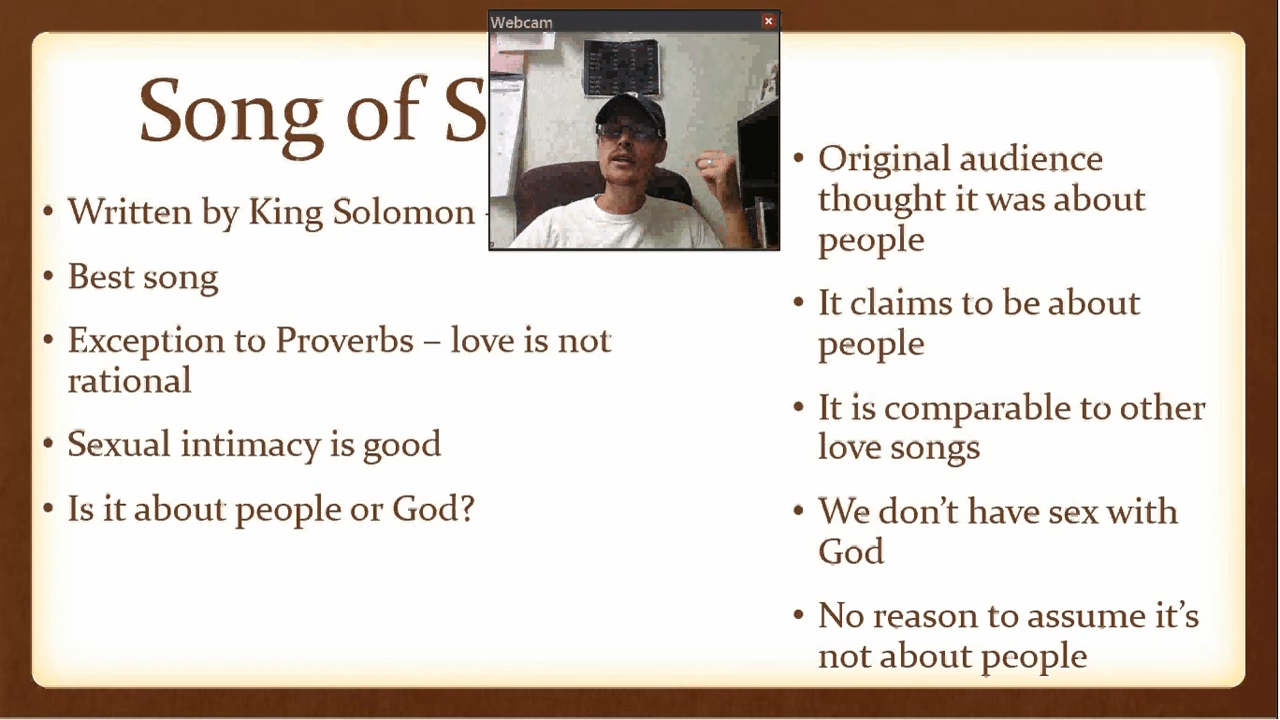 Webcam
Song of S
• Written by King Solomon -
• Best song
• Exception to Proverbs – love is not
rational
• Sexual intimacy is good
• Is it about people or God?
• Original audience
thought it was about
people
• It claims to be about
people
• It is comparable to other
love songs
• We don’t have sex with
God
• No reason to assume it’s
not about people